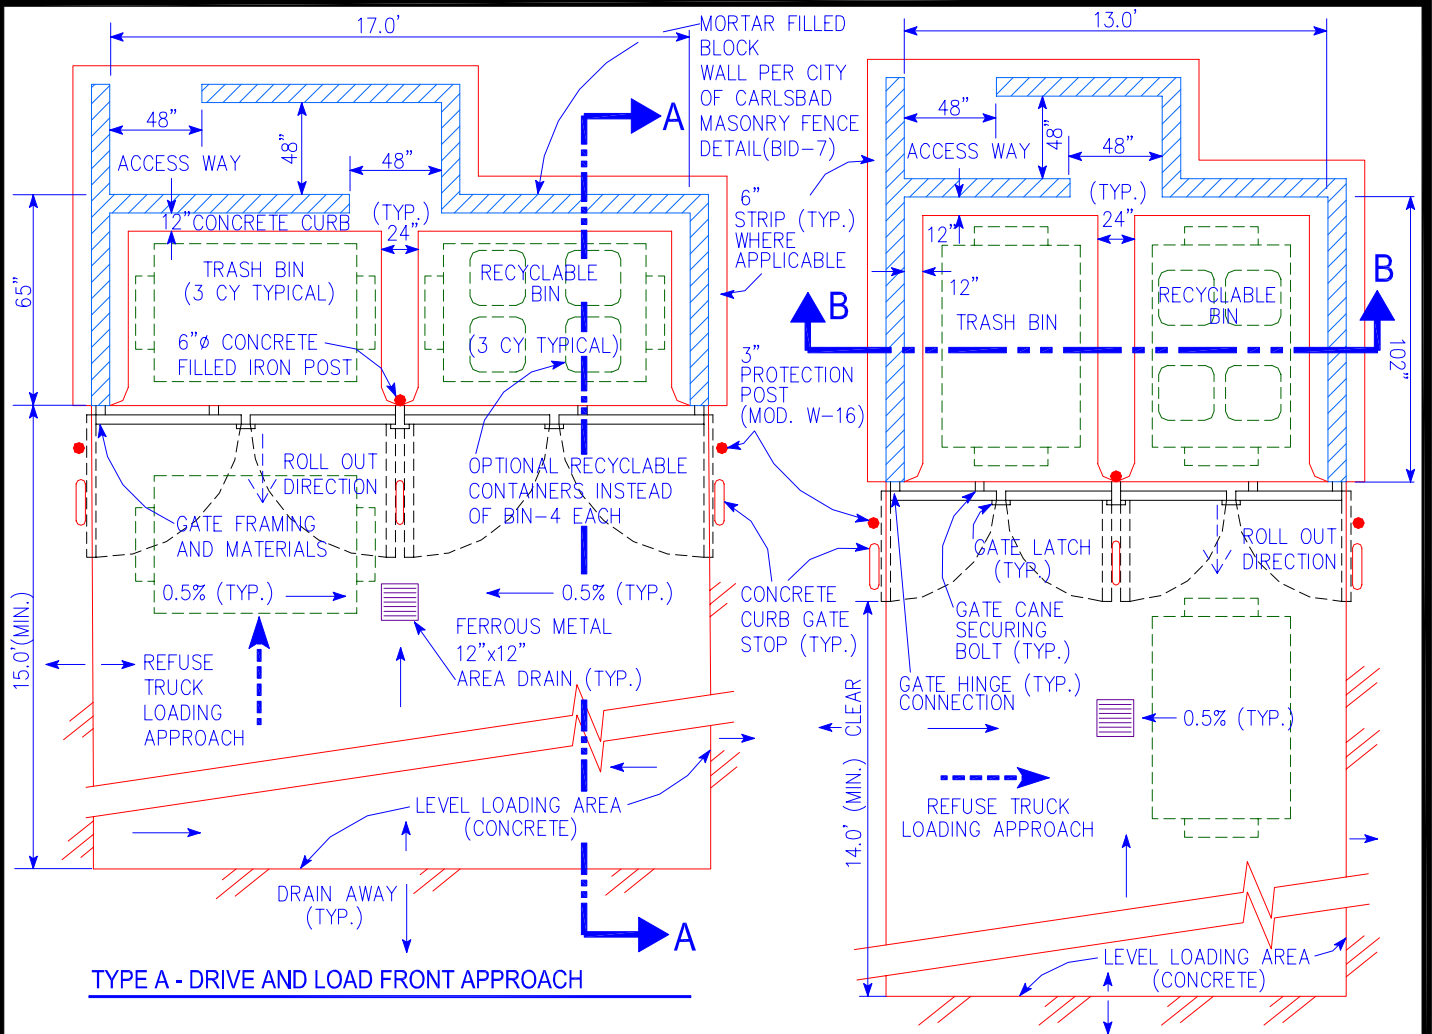 17.0'
MORTAR FILLED
BLOCK
WALL PER CITY
OF CARLSBAD
MASONRY FENCE
DETAIL(BID-7)
13.0'
48"
48"
48"
ACCESS WAY
A
12"CONCRETE CURB
(TYP.)
24"
65"
TRASH BIN
(3 CY TYPICAL)
RECYCLABLE
BIN
(3 CY TYPICAL)
6"ø CONCRETE
FILLED IRON POST
6"
STRIP (TYP.)
WHERE
APPLICABLE
3"
PROTECTION
POST
(MOD. W-16)
ROLL OUT
DIRECTION
OPTIONAL RECYCLABLE
CONTAINERS INSTEAD
OF BIN-4 EACH
GATE FRAMING
AND MATERIALS
0.5% (TYP.)
0.5% (TYP.)
FERROUS METAL
12"x12"
AREA DRAIN (TYP.)
CONCRETE
CURB GATE
STOP (TYP.)
15.0'(MIN.)
REFUSE
TRUCK
LOADING
APPROACH
LEVEL LOADING AREA
(CONCRETE)
DRAIN AWAY
(TYP.)
A
TYPE A - DRIVE AND LOAD FRONT APPROACH
48"
48"
48"
ACCESS WAY
(TYP.)
24"
12"
12"
B
B
TRASH BIN
RECYCLABLE
BIN
102"
GATE LATCH
(TYP.)
ROLL OUT
DIRECTION
GATE CANE
SECURING
BOLT (TYP.)
GATE HINGE (TYP.)
CONNECTION
0.5% (TYP.)
14.0' (MIN.) CLEAR
REFUSE TRUCK
LOADING APPROACH
LEVEL LOADING AREA
(CONCRETE)